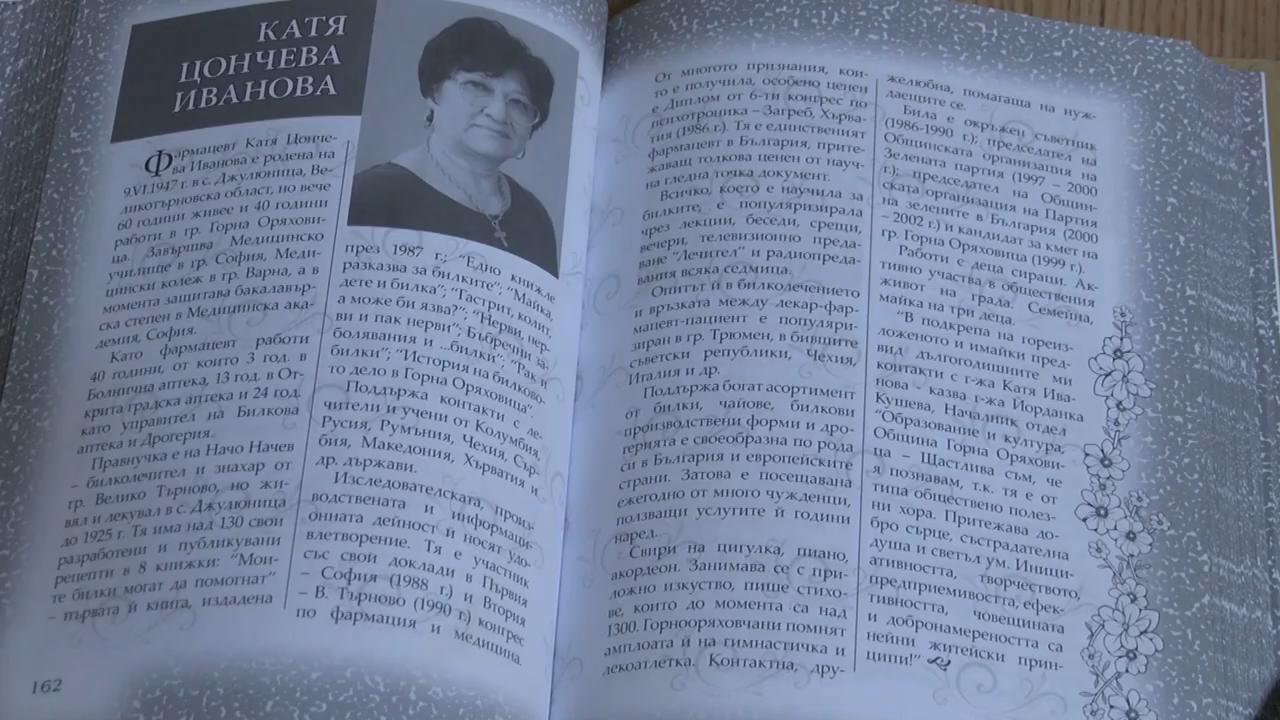 КАТЯ
ЦОНЧЕВА
ИВАНОВА
Фармацевт Катя Цонче-
ва Иванова е родена на
9.VI.1947 г. в с. Джулюница, Ве-
ликотърновска област, но вече
60 години живее и 40 години
работи в гр. Горна Оряхови-
ца. Завършва Медицинско
училище в гр. София, Меди-
цински колеж в гр. Варна, а в
момента защитава бакалавър-
ска степен в Медицинска ака-
демия, София.
Като фармацевт работи
40 години, от които 3 год. в
Болнична аптека, 13 год. в От-
крита градска аптека и 24 год.
като управител на Билкова
аптека и Дрогерия.
Правнучка е на Начо Начев
– билколечител и знахар от
гр. Велико Търново, но жи-
вял и лекувал в с. Джулюница
до 1925 г. Тя има над 130 свои
разработени и публикувани
рецепти в 8 книжки: “Мои-
те билки могат да помогнат”
– първата ѝ книга, издадена
през 1987 г.; “Едно книжле
разказва за билките”; “Майка,
дете и билка”; “Гастрит, колит,
а може би язва?”; “Нерви, нер-
ви и пак нерви”; Бъбречни за-
болявания и ...билки”; “Рак и
билки”; “История на билково-
то дело в Горна Оряховица”.
Поддържа контакти с ле-
чители и учени от Колумбия,
Русия, Румъния, Чехия, Сър-
бия, Македония, Хърватия и
др. държави.
Изследователската, произ-
водствената и информаци-
онната дейност ѝ носят удо-
влетворение. Тя е участник
със свои доклади в Първия
– София (1988 г.) и Втория
– В. Търново (1990 г.) конгрес
по фармация и медицина.
162
От многото признания, кои-
то е получила, особено ценен
е Диплом от 6-ти конгрес по
психотроника – Загреб, Хърва-
тия (1986 г.). Тя е единственият
фармацевт в България, прите-
жаващ толкова ценен от науч-
на гледна точка документ.
Всичко, което е научила за
билките, е популяризирала
чрез лекции, беседи, срещи,
вечери, телевизионно преда-
ване “Лечител” и радиопреда-
вания всяка седмица.
Опитът ѝ в билколечението
и връзката между лекар-фар-
мацевт-пациент е популяри-
зиран в гр. Трюмен, в бившите
съветски републики, Чехия,
Италия и др.
Поддържа богат асортимент
от билки, чайове, билкови
производствени форми и дро-
герията е своеобразна по рода
си в България и европейските
страни. Затова е посещавана
ежегодно от много чужденци,
ползващи услугите ѝ години
наред.
Свири на цигулка, пиано,
акордеон. Занимава се с при-
ложно изкуство, пише стихо-
ве, които до момента са над
1300. Горнооряховчани помнят
амплоата ѝ на гимнастичка и
лекоатлетка. Контактна, дру-
желюбна, помагаща на нуж-
даещите се.
Била е окръжен съветник
(1986-1990 г.); председател на
Общинската организация на
Зелената партия (1997 – 2000
г.); председател на Общин-
ската организация на Партия
на зелените в България (2000
– 2002 г.) и кандидат за кмет на
гр. Горна Оряховица (1999 г.).
Работи с деца сираци. Ак-
тивно участва в обществения
живот на града. Семейна,
майка на три деца.
“В подкрепа на гореиз-
ложеното и имайки пред-
вид дългогодишните ми
контакти с г-жа Катя Ива-
нова - казва г-жа Йорданка
Кушева, Началник отдел
“Образование и култура,
Община Горна Оряхови-
ца – Щастлива съм, че
я познавам, т.к. тя е от
типа обществено полез-
ни хора. Притежава до-
бро сърце, състрадателна
душа и светъл ум. Иници-
ативността, творчеството,
предприемивостта, ефек-
тивността, човещината
и добронамереността са
нейни житейски прин-
ципи!”